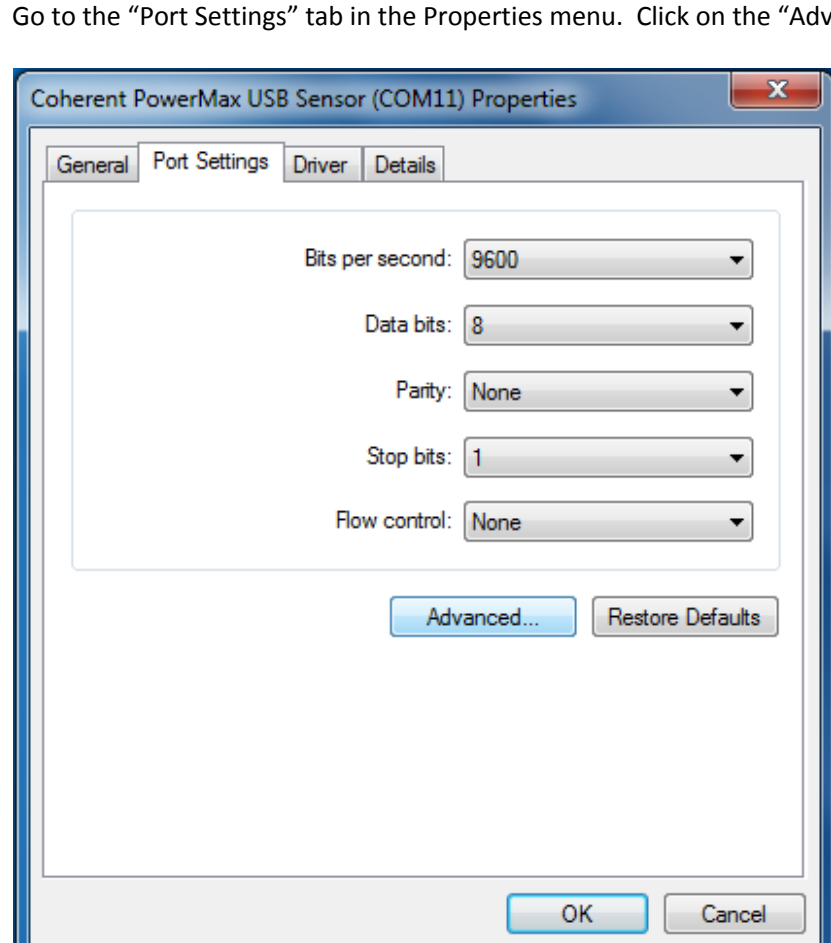 Go to the “Port Settings” tab in the Properties menu.  Click on the “Adv
Coherent PowerMax USB Sensor (COM11) Properties
General Port Settings Driver Details
Bits per second: 9600
Data bits: 8
Parity: None
Stop bits: 1
Flow control: None
Advanced... Restore Defaults
OK Cancel